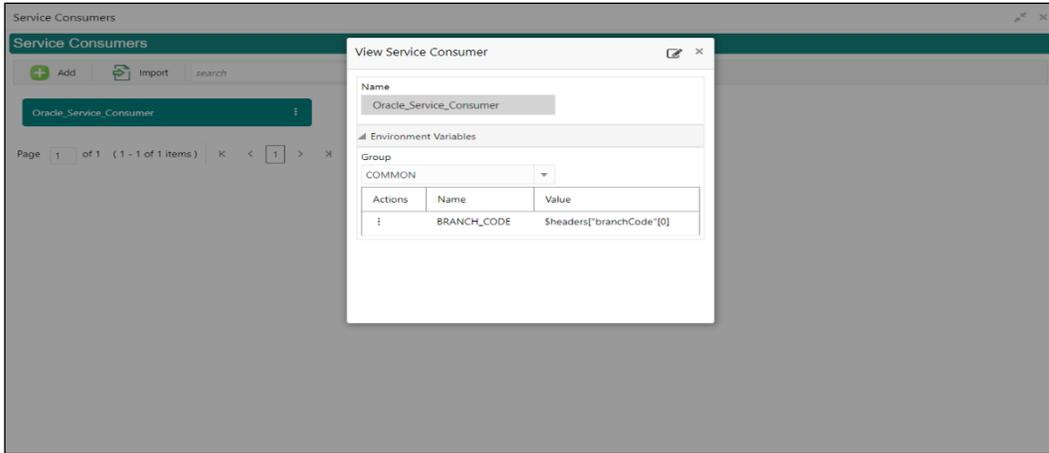 Service Consumers
Service Consumers
Add Import search
Oracle_Service_Consumer
Page 1 of 1 (1 - 1 of 1 items) K < 1 > >|
View Service Consumer
Name
Oracle_Service_Consumer
Environment Variables
Group
COMMON
Actions Name Value
BRANCH_CODE $headers["branchCode"[0]